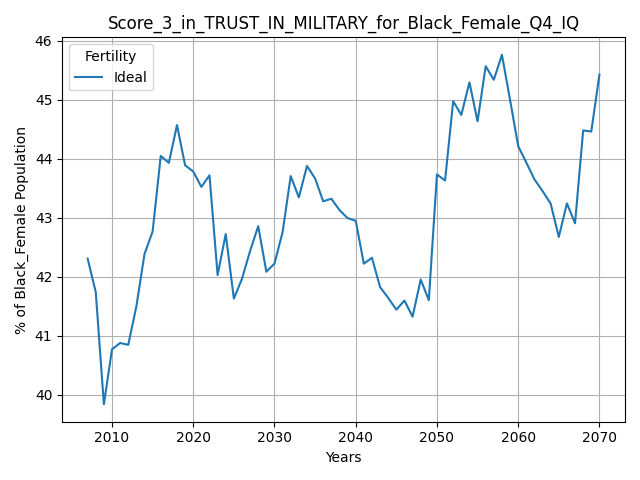 Score_3_in_TRUST_IN_MILITARY_for_Black_Female_Q4_IQ
Fertility
Ideal
% of Black_Female Population
46
45
44
43
42
41
40
2010 2020 2030 2040 2050 2060 2070
Years